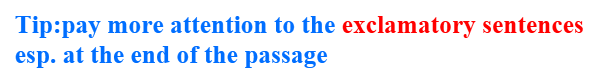 Tip:pay more attention to the exclamatory sentences
esp. at the end of the passage